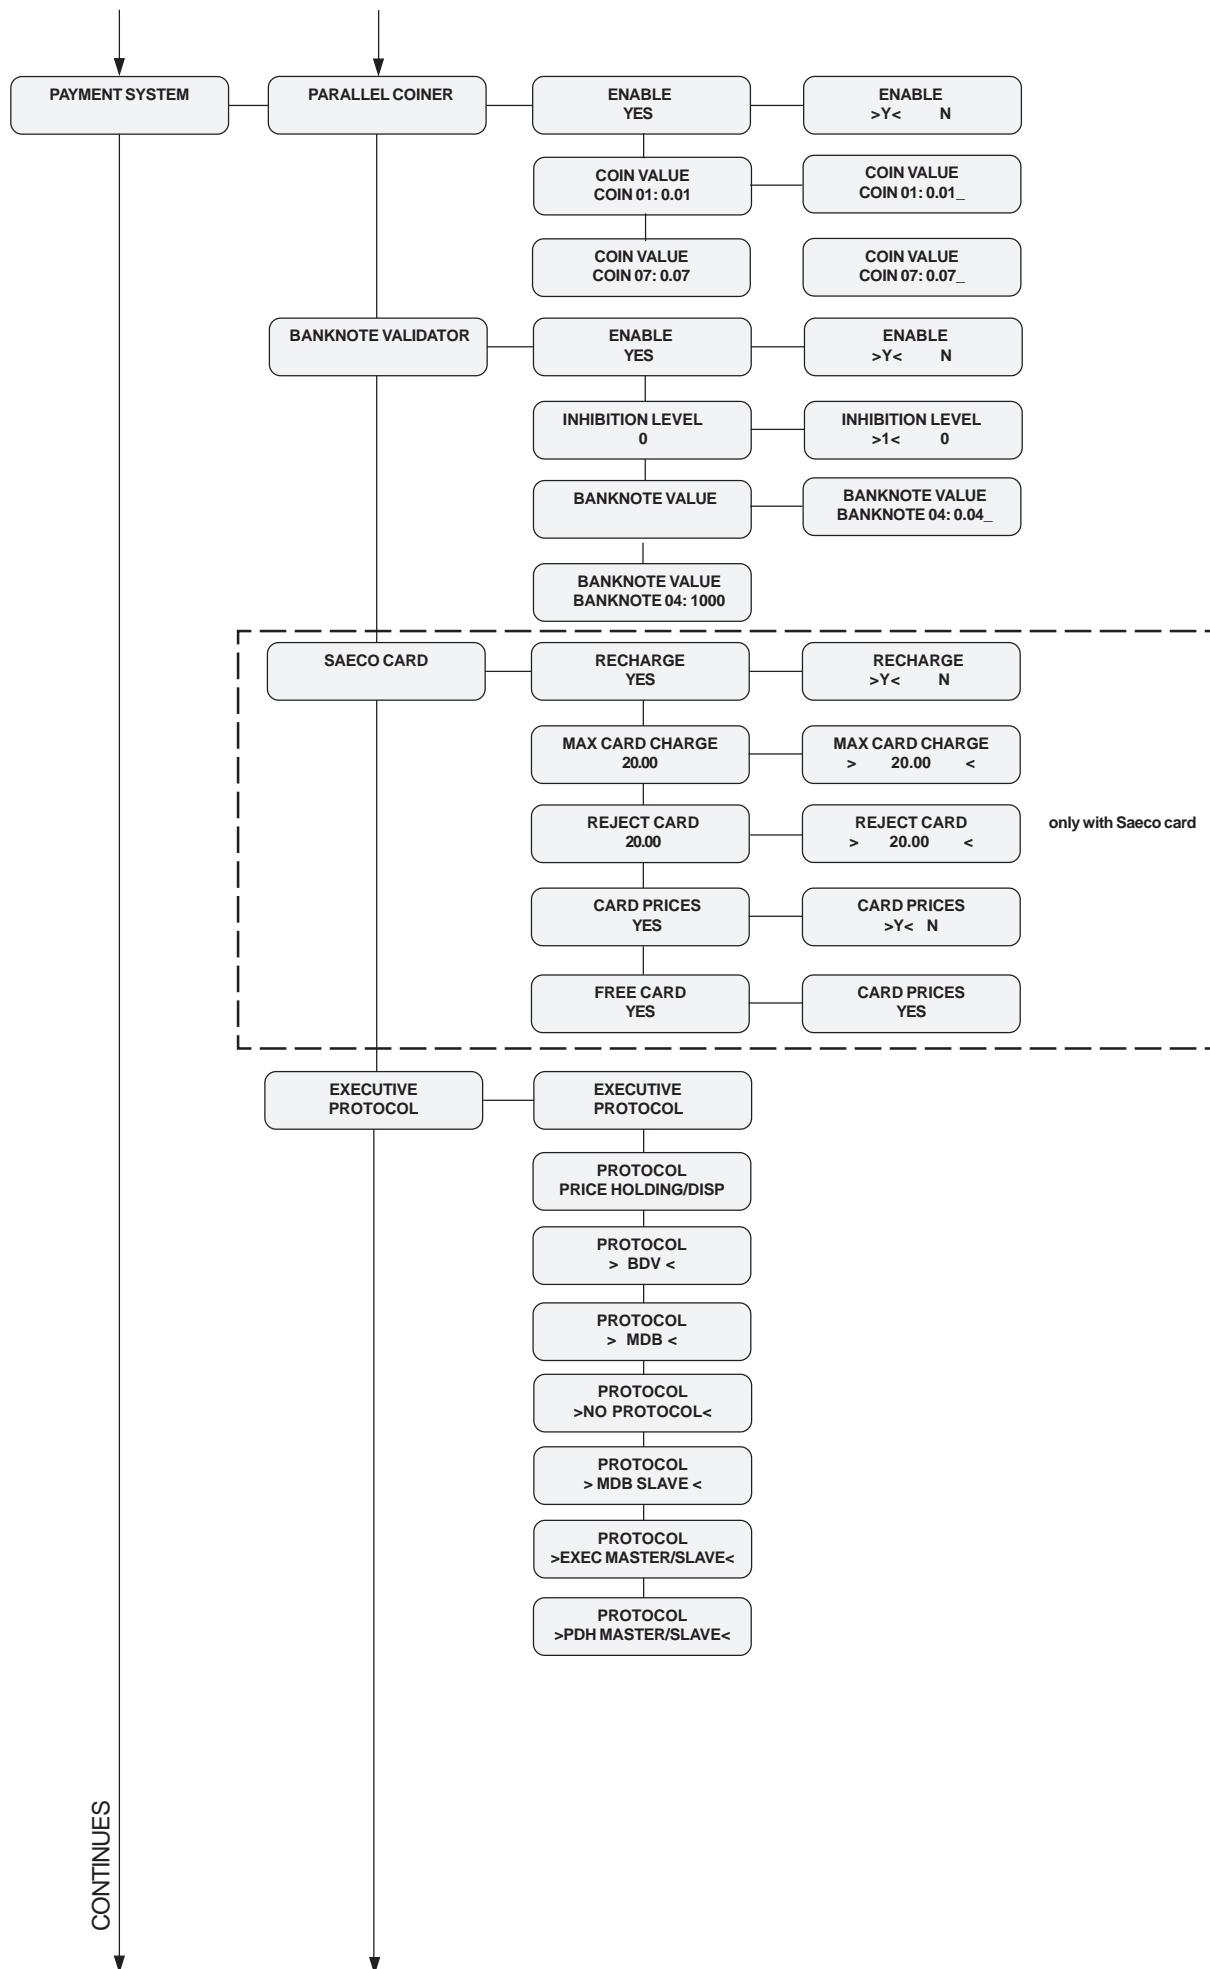 PAYMENT SYSTEM
PARALLEL COINER
ENABLE
YES
ENABLE
>Y< N
COIN VALUE
COIN 01: 0.01
COIN VALUE
COIN 01: 0.01_
COIN VALUE
COIN 07: 0.07
COIN VALUE
COIN 07: 0.07_
BANKNOTE VALIDATOR
ENABLE
YES
ENABLE
>Y< N
INHIBITION LEVEL
0
INHIBITION LEVEL
>1< 0
BANKNOTE VALUE
BANKNOTE VALUE
BANKNOTE 04: 0.04_
BANKNOTE VALUE
BANKNOTE 04: 1000
SAECO CARD
RECHARGE
YES
RECHARGE
>Y< N
MAX CARD CHARGE
20.00
MAX CARD CHARGE
> 20.00 <
REJECT CARD
20.00
REJECT CARD
> 20.00 <
only with Saeco card
CARD PRICES
YES
CARD PRICES
>Y< N
FREE CARD
YES
CARD PRICES
YES
EXECUTIVE
PROTOCOL
EXECUTIVE
PROTOCOL
PROTOCOL
PRICE HOLDING/DISP
PROTOCOL
> BDV <
PROTOCOL
> MDB <
PROTOCOL
>NO PROTOCOL<
PROTOCOL
> MDB SLAVE <
PROTOCOL
>EXEC MASTER/SLAVE<
PROTOCOL
>PDH MASTER/SLAVE<
CONTINUES